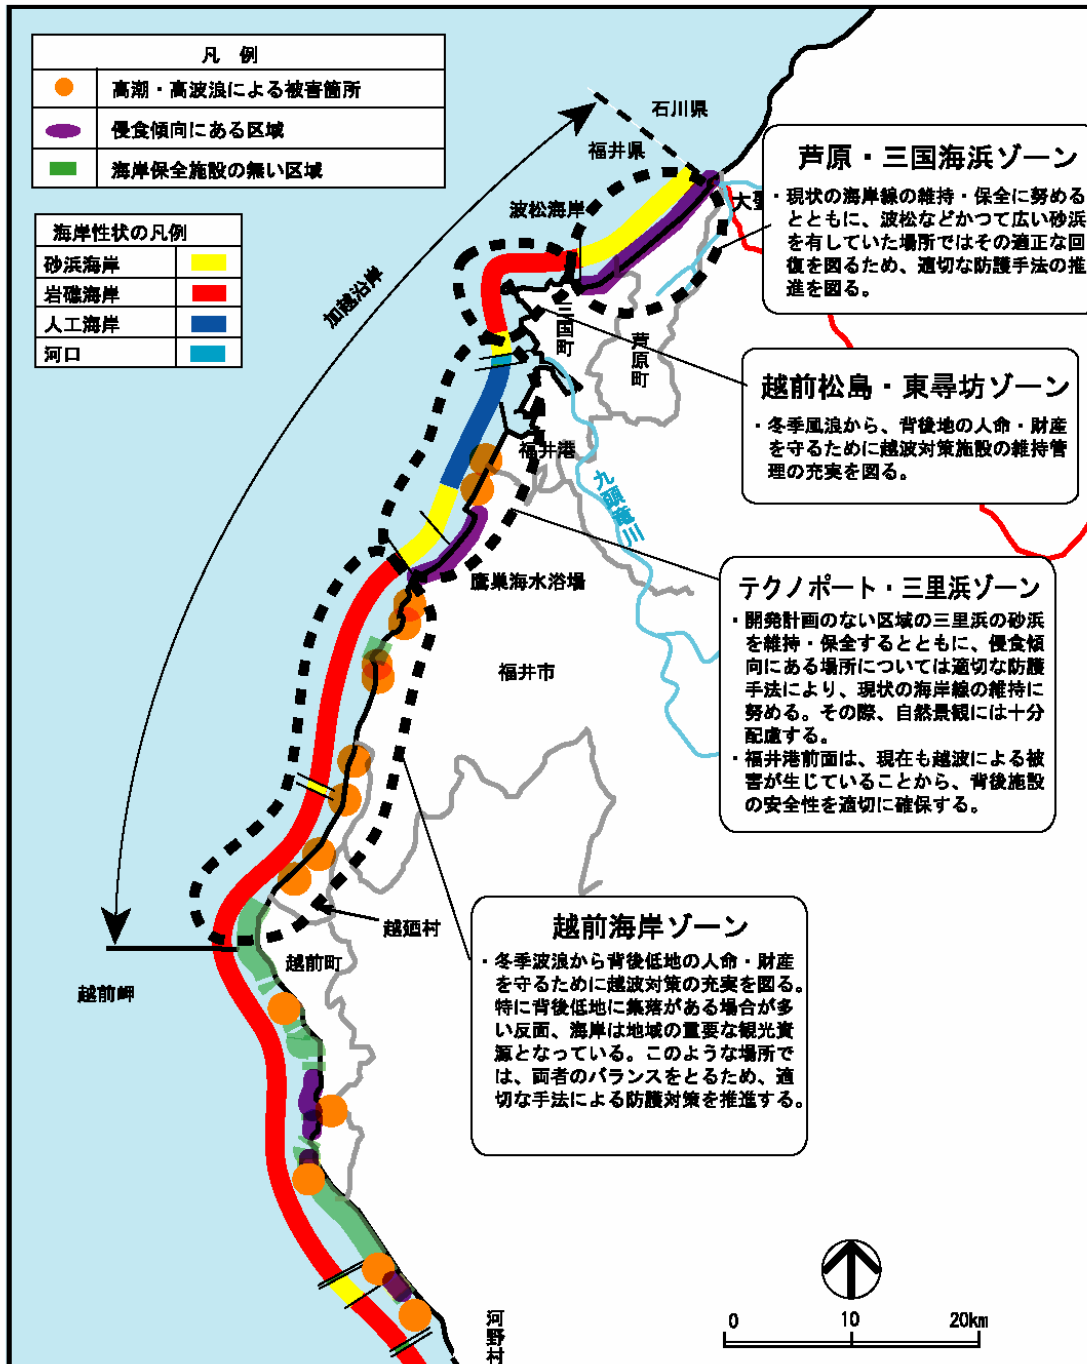 凡 例
高潮・高波浪による被害箇所
侵食傾向にある区域
海岸保全施設の無い区域
海岸性状の凡例
砂浜海岸
岩礁海岸
人工海岸
河口
石川県
福井県
波松海岸
加越沿岸
三国町
芦原町
福井港
九頭竜川
鷹巣海水浴場
福井市
越廼村
越前町
越前岬
河野村
芦原・三国海浜ゾーン
・現状の海岸線の維持・保全に努める
とともに、波松などかつて広い砂浜
を有していた場所ではその適正な回
復を図るため、適切な防護手法の推
進を図る。
越前松島・東尋坊ゾーン
・冬季風浪から、背後地の人命・財産
を守るために越波対策施設の維持管
理の充実を図る。
テクノポート・三里浜ゾーン
・開発計画のない区域の三里浜の砂浜
を維持・保全するとともに、侵食傾
向にある場所については適切な防護
手法により、現状の海岸線の維持に
努める。その際、自然景観には十分
配慮する。
・福井港前面は、現在も越波による被
害が生じていることから、背後施設
の安全性を適切に確保する。
越前海岸ゾーン
・冬季波浪から背後低地の人命・財産
を守るために越波対策の充実を図る。
特に背後低地に集落がある場合が多
い反面、海岸は地域の重要な観光資
源となっている。このような場所で
は、両者のバランスをとるため、適
切な手法による防護対策を推進する。
0 10 20km